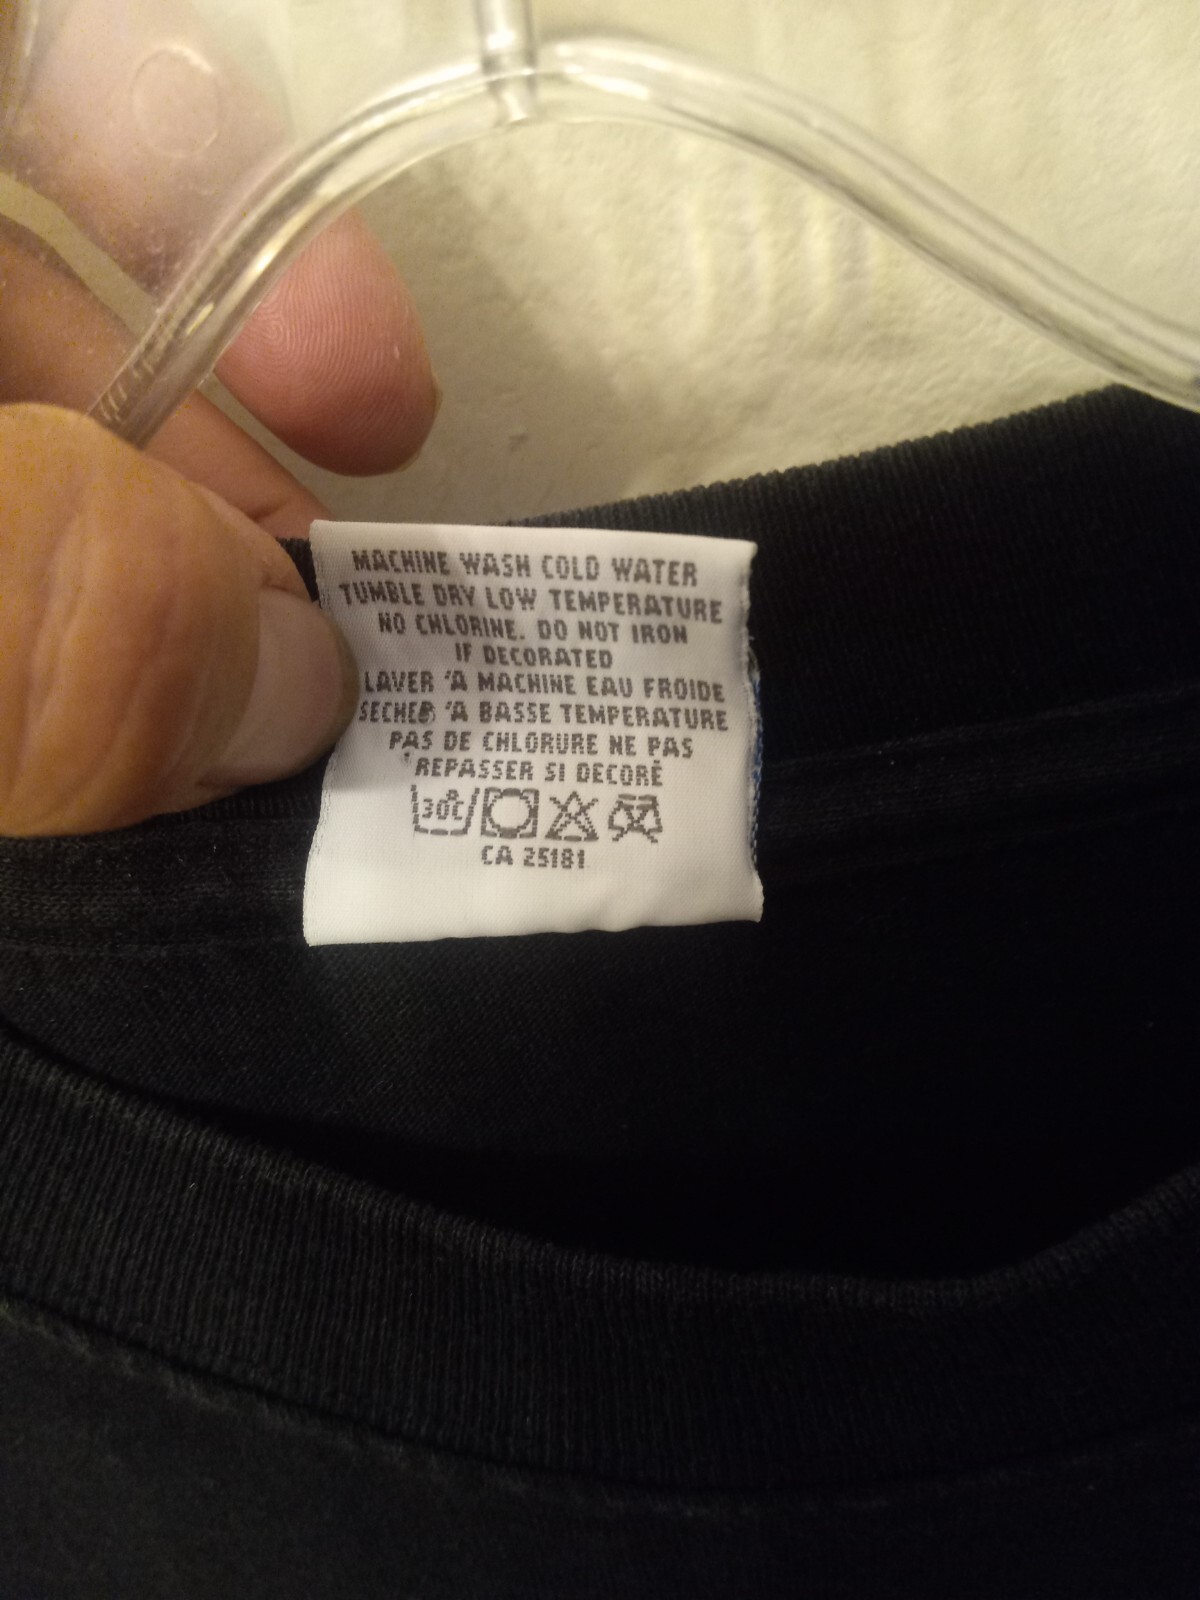 MACHINE WASH COLD WATER
TUMBLE DRY LOW TEMPERATURE
NO CHLORINE. DO NOT IRON
IF DECORATED
LAVER 'A MACHINE EAU FROIDE
SECHER 'A BASSE TEMPERATURE
PAS DE CHLORURE NE PAS
REPASSER SI DECORÉ
30°C
CA 25181